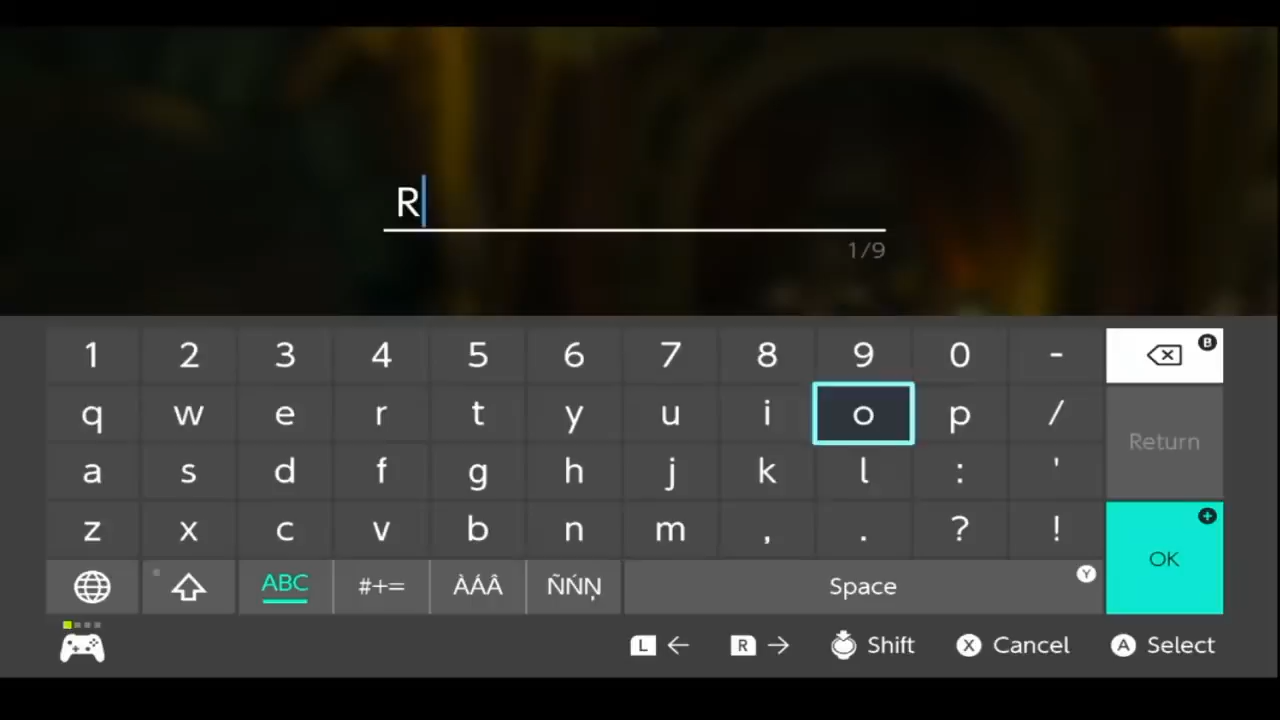 R
1/9
1 2 3 4 5 6 7 8 9 0 - B
q w e r t y u i o p / Return
a s d f g h j k l : '
z x c v b n m , . ? ! + OK
ABC #+= ÀÁÂ ÑŃŅ Space Y
L ← R → Shift X Cancel A Select